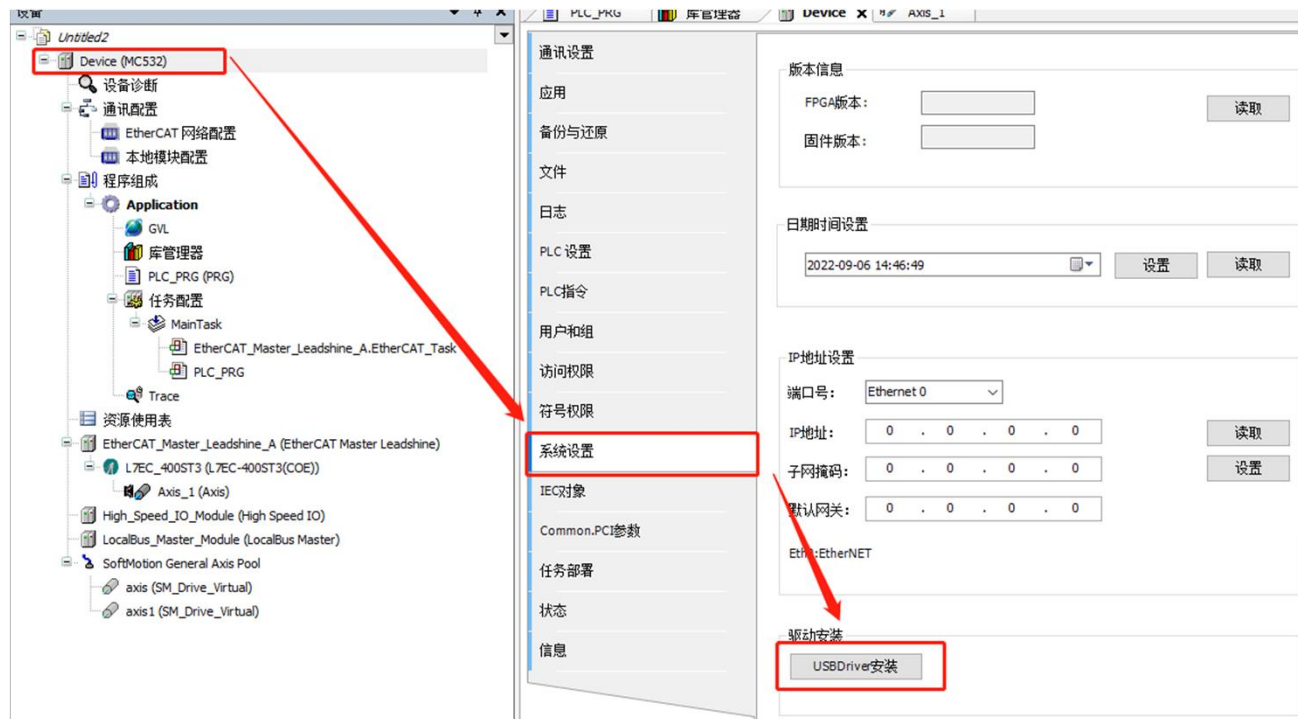 设备
Untitled2
Device (MC532)
设备诊断
通讯配置
EtherCAT 网络配置
本地模块配置
程序组成
Application
GVL
库管理器
PLC_PRG (PRG)
任务配置
MainTask
EtherCAT_Master_Leadshine_A.EtherCAT_Task
PLC_PRG
Trace
资源使用表
EtherCAT_Master_Leadshine_A (EtherCAT Master Leadshine)
L7EC_400ST3 (L7EC-400ST3(COE))
Axis_1 (Axis)
High_Speed_IO_Module (High Speed IO)
LocalBus_Master_Module (LocalBus Master)
SoftMotion General Axis Pool
axis (SM_Drive_Virtual)
axis1 (SM_Drive_Virtual)
PLC_PRG 库管理器 Device Axis_1
通讯设置
应用
备份与还原
文件
日志
PLC 设置
PLC指令
用户和组
访问权限
符号权限
系统设置
IEC对象
Common.PCI参数
任务部署
状态
信息
版本信息
FPGA版本: 读取
固件版本:
日期时间设置
2022-09-06 14:46:49 设置 读取
IP地址设置
端口号: Ethernet 0
IP地址: 0 . 0 . 0 . 0 读取
子网掩码: 0 . 0 . 0 . 0 设置
默认网关: 0 . 0 . 0 . 0
Eth0:EtherNET
驱动安装
USBDriver安装